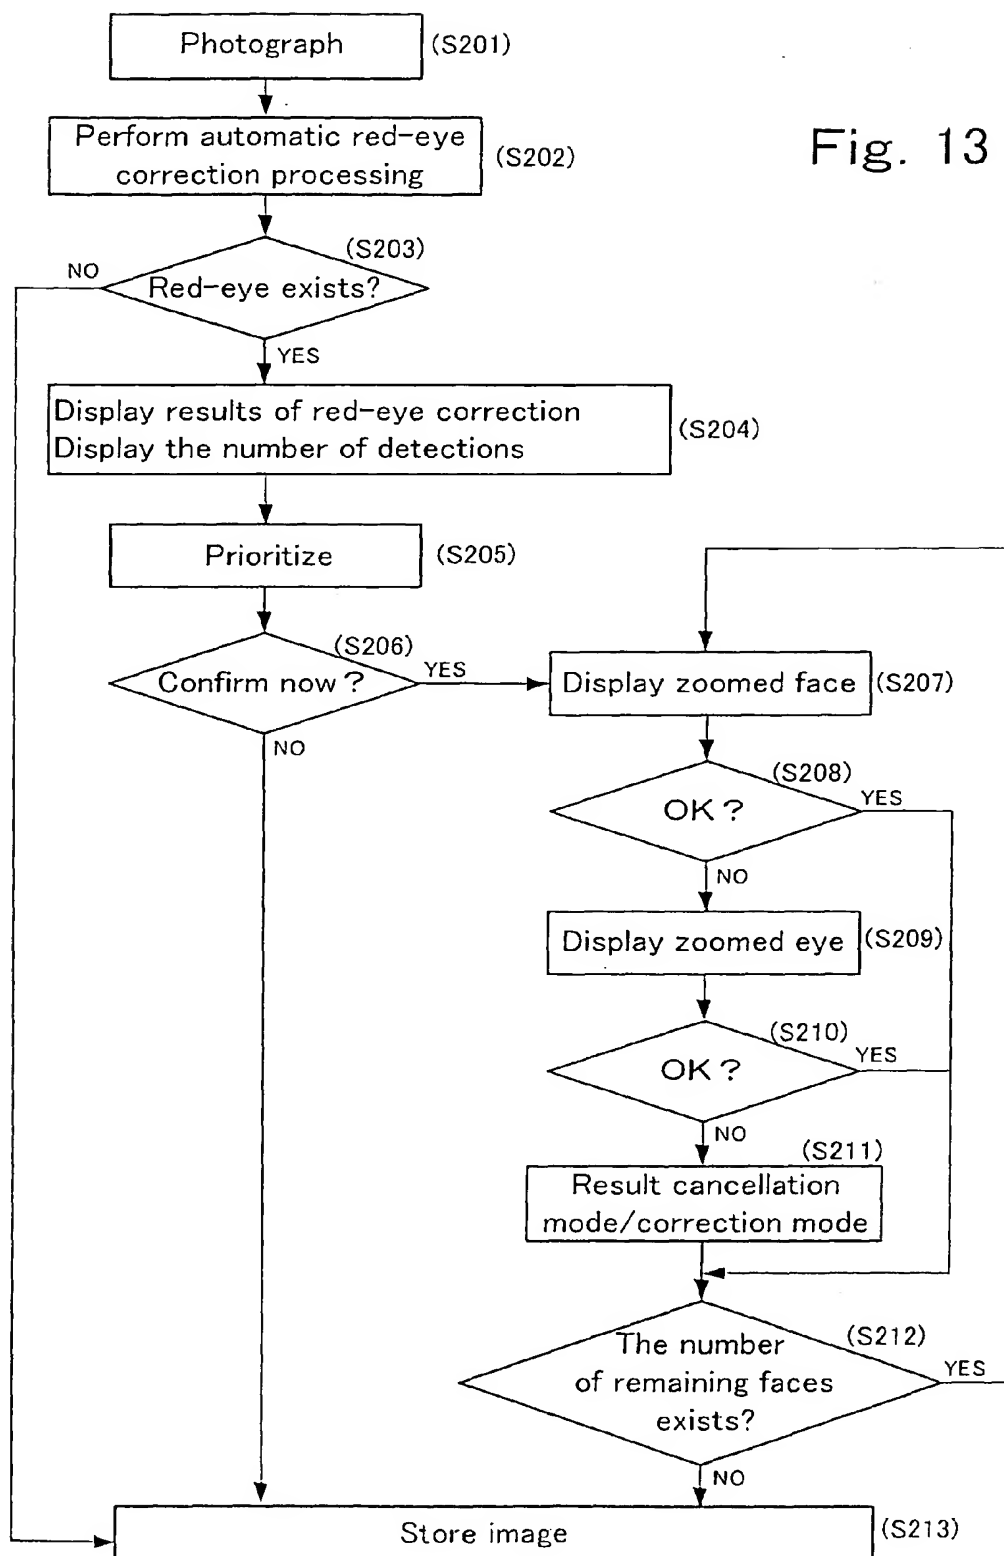 Photograph
(S201)
Fig. 13
Perform automatic red-eye
correction processing
(S202)
(S203)
NO
Red-eye exists?
YES
Display results of red-eye correction
Display the number of detections
(S204)
Prioritize
(S205)
(S206)
Confirm now?
YES
NO
Display zoomed face
(S207)
(S208)
OK?
YES
NO
Display zoomed eye
(S209)
(S210)
OK?
YES
NO
(S211)
Result cancellation
mode/correction mode
(S212)
The number
of remaining faces
exists?
YES
NO
Store image
(S213)